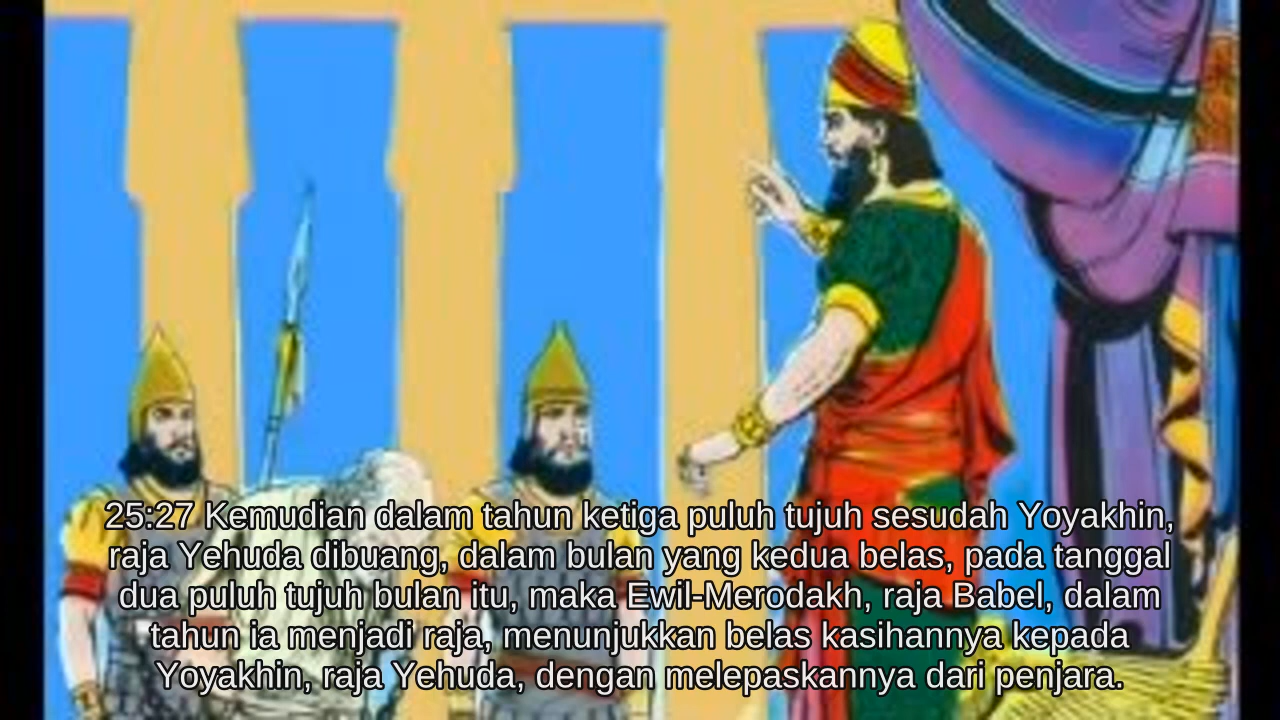 25:27 Kemudian dalam tahun ketiga puluh tujuh sesudah Yoyakhin,
raja Yehuda dibuang, dalam bulan yang kedua belas, pada tanggal
dua puluh tujuh bulan itu, maka Ewil-Merodakh, raja Babel, dalam
tahun ia menjadi raja, menunjukkan belas kasihannya kepada
Yoyakhin, raja Yehuda, dengan melepaskannya dari penjara.